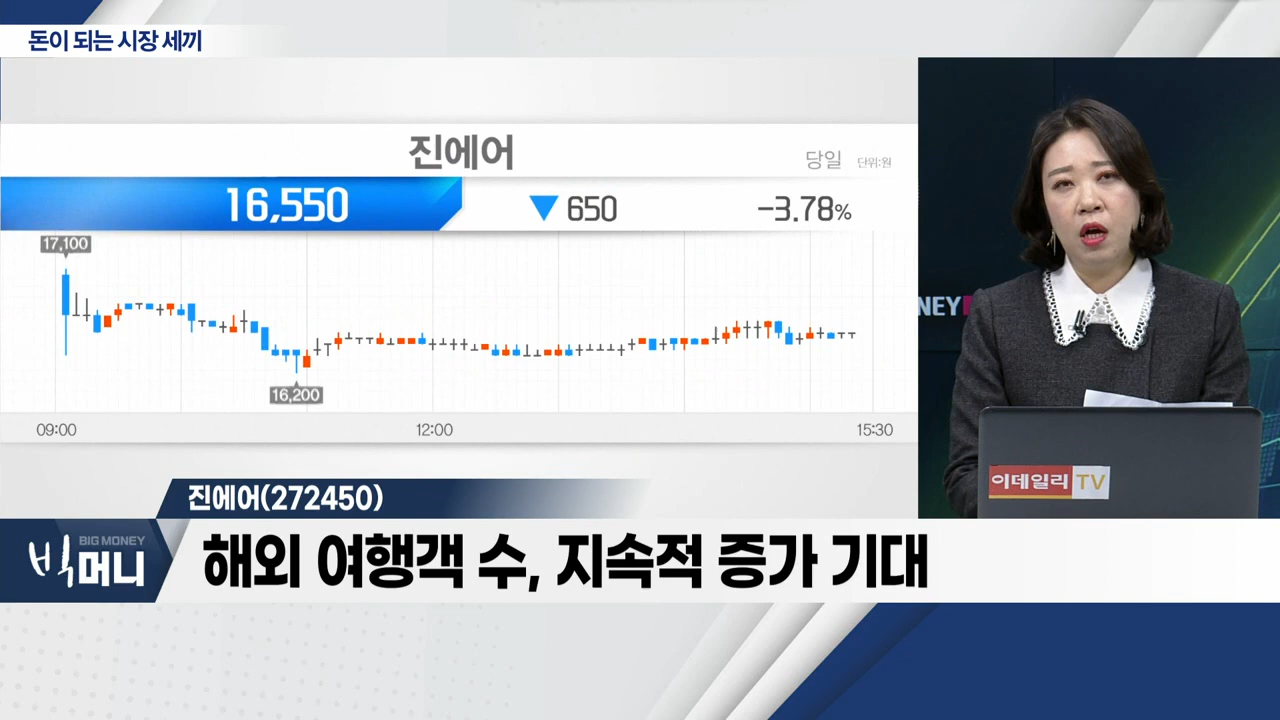 돈이 되는 시장 세끼
진에어
당일 단위:원
16,550 ▼ 650 -3.78%
17,100
16,200
09:00 12:00 15:30
NEY
이데일리 TV
진에어(272450)
BIG MONEY
빅머니
해외 여행객 수, 지속적 증가 기대